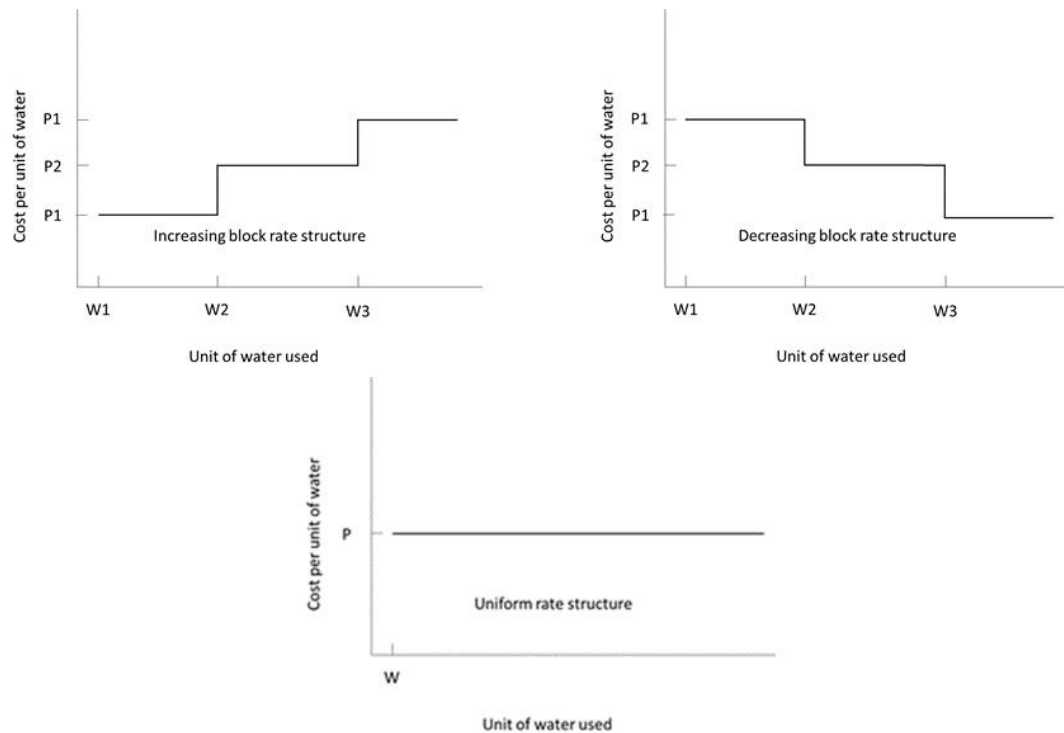 Cost per unit of water
P1
P2
P1
Increasing block rate structure
W1
W2
W3
Unit of water used
Cost per unit of water
P1
P2
P1
Decreasing block rate structure
W1
W2
W3
Unit of water used
Cost per unit of water
P
Uniform rate structure
W
Unit of water used